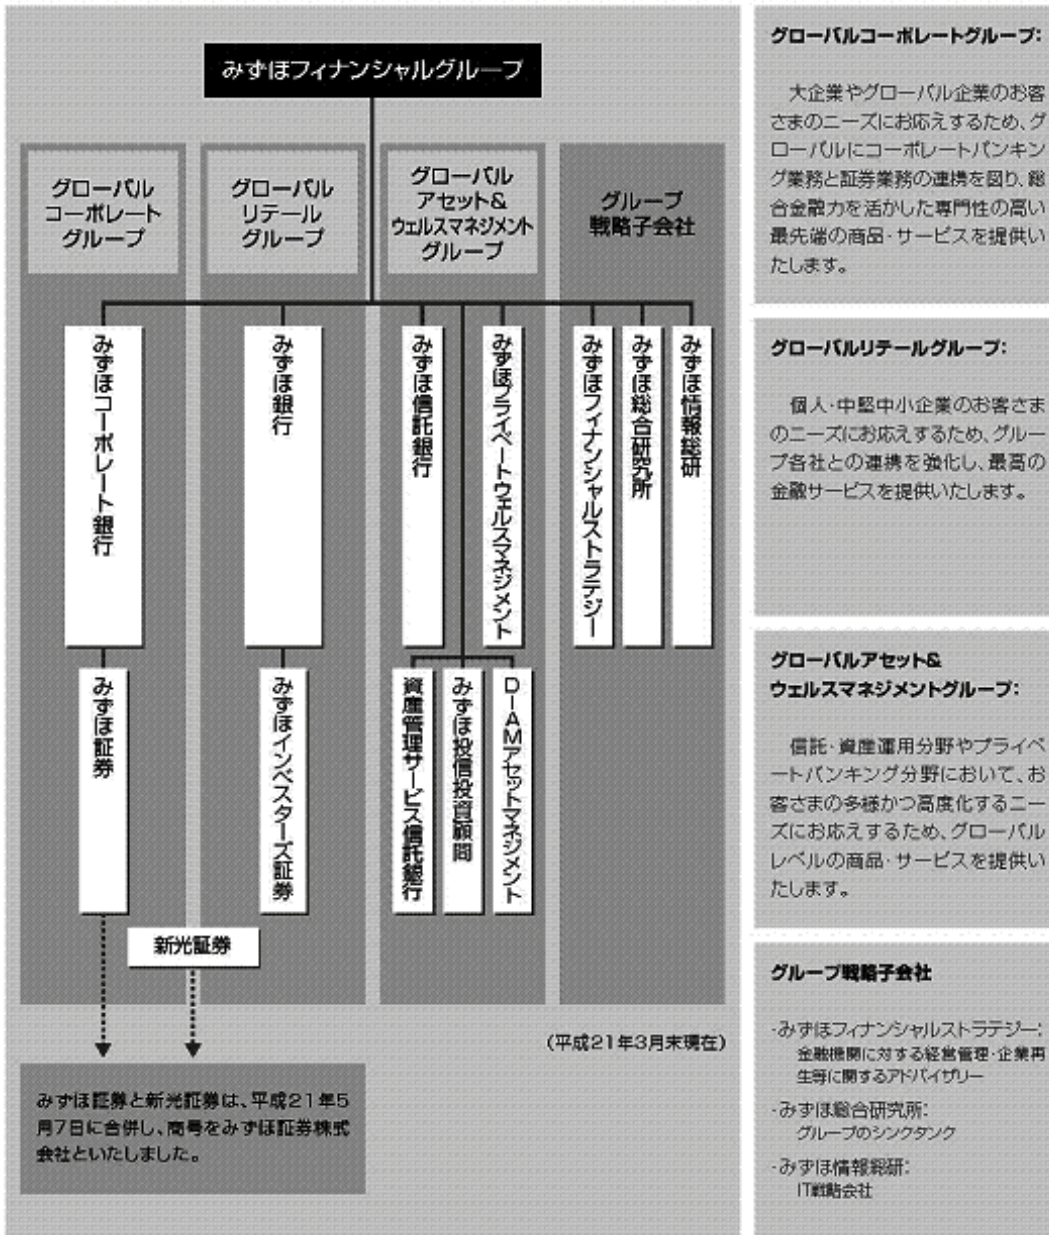 みずほフィナンシャルグループ
グローバル
コーポレート
グループ
グローバル
リテール
グループ
グローバル
アセット&
ウェルスマネジメント
グループ
グループ
戦略子会社
みずほコーポレート銀行
みずほ銀行
みずほ信託銀行
みずほプライベートウェルスマネジメント
みずほフィナンシャルストラテジー
みずほ総合研究所
みずほ情報総研
みずほ証券
みずほインベスターズ証券
資産管理サービス信託銀行
みずほ投信投資顧問
DIAMアセットマネジメント
新光証券
(平成21年3月末現在)
みずほ証券と新光証券は、平成21年5
月7日に合併し、商号をみずほ証券株式
会社といたしました。
グローバルコーポレートグループ:
大企業やグローバル企業のお客
さまのニーズにお応えするため、グ
ローバルにコーポレートバンキン
グ業務と証券業務の連携を図り、総
合金融力を活かした専門性の高い
最先端の商品・サービスを提供い
たします。
グローバルリテールグループ:
個人・中堅中小企業のお客さま
のニーズにお応えするため、グルー
プ各社との連携を強化し、最高の
金融サービスを提供いたします。
グローバルアセット&
ウェルスマネジメントグループ:
信託・資産運用分野やプライベ
ートバンキング分野において、お
客さまの多様かつ高度化するニー
ズにお応えするため、グローバル
レベルの商品・サービスを提供い
たします。
グループ戦略子会社
・みずほフィナンシャルストラテジー:
金融機関に対する経営管理・企業再
生等に関するアドバイザリー
・みずほ総合研究所:
グループのシンクタンク
・みずほ情報総研:
IT戦略会社